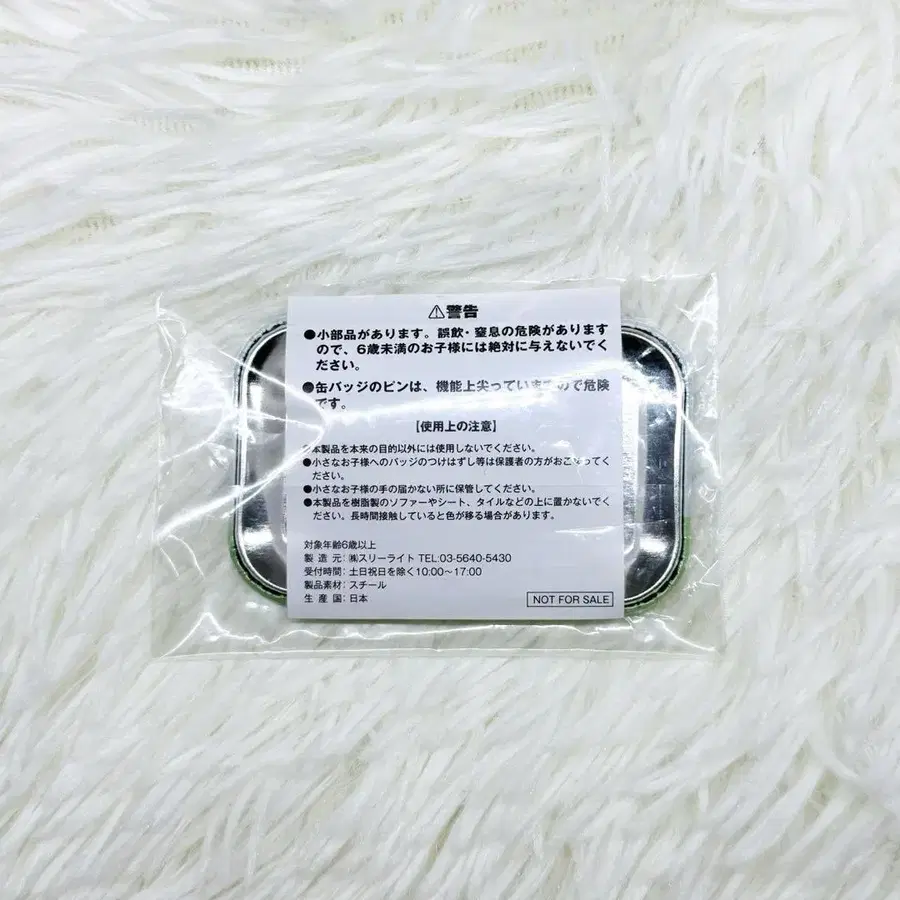 ⚠警告
●小部品があります。誤飲・窒息の危険があります
ので、6歳未満のお子様には絶対に与えないでく
ださい。
●缶バッジのピンは、機能上尖っていますので危険
です。
【使用上の注意】
●本製品を本来の目的以外には使用しないでください。
●小さなお子様へのバッジのつけはずし等は保護者の方がおこなってく
ださい。
●小さなお子様の手の届かない所に保管してください。
●本製品を樹脂製のソファーやシート、タイルなどの上に置かないでく
ださい。長時間接触していると色が移る場合があります。
対象年齢6歳以上
製 造 元：㈱スリーライト TEL:03-5640-5430
受付時間：土日祝日を除く10:00〜17:00
製品素材：スチール
生 産 国：日本
NOT FOR SALE